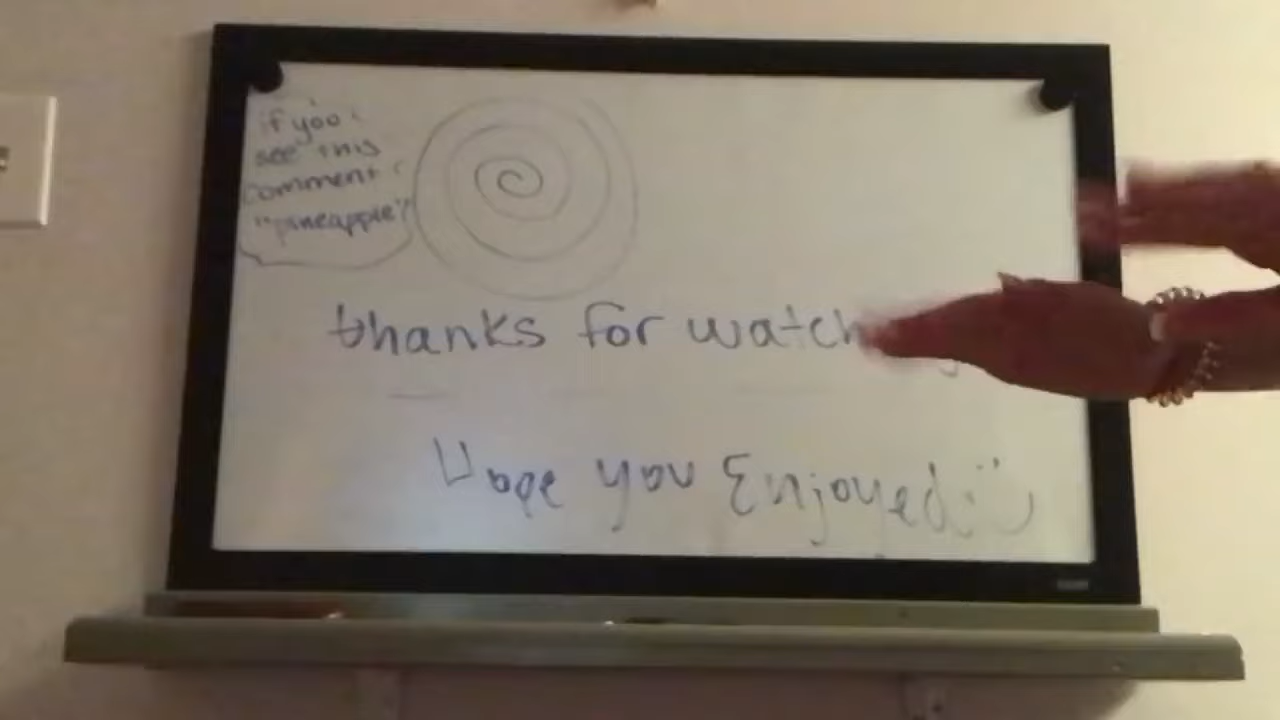 if you
see this
comment
"pineapple"
thanks for watch
Hope you Enjoyed! :)